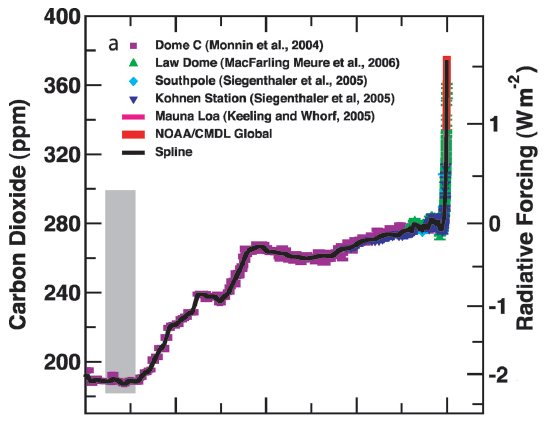 a
Dome C (Monnin et al., 2004)
Law Dome (MacFarling Meure et al., 2006)
Southpole (Siegenthaler et al., 2005)
Kohnen Station (Siegenthaler et al, 2005)
Mauna Loa (Keeling and Whorf, 2005)
NOAA/CMDL Global
Spline
Carbon Dioxide (ppm)
400
360
320
280
240
200
Radiative Forcing (Wm-2)
1
0
-1
-2